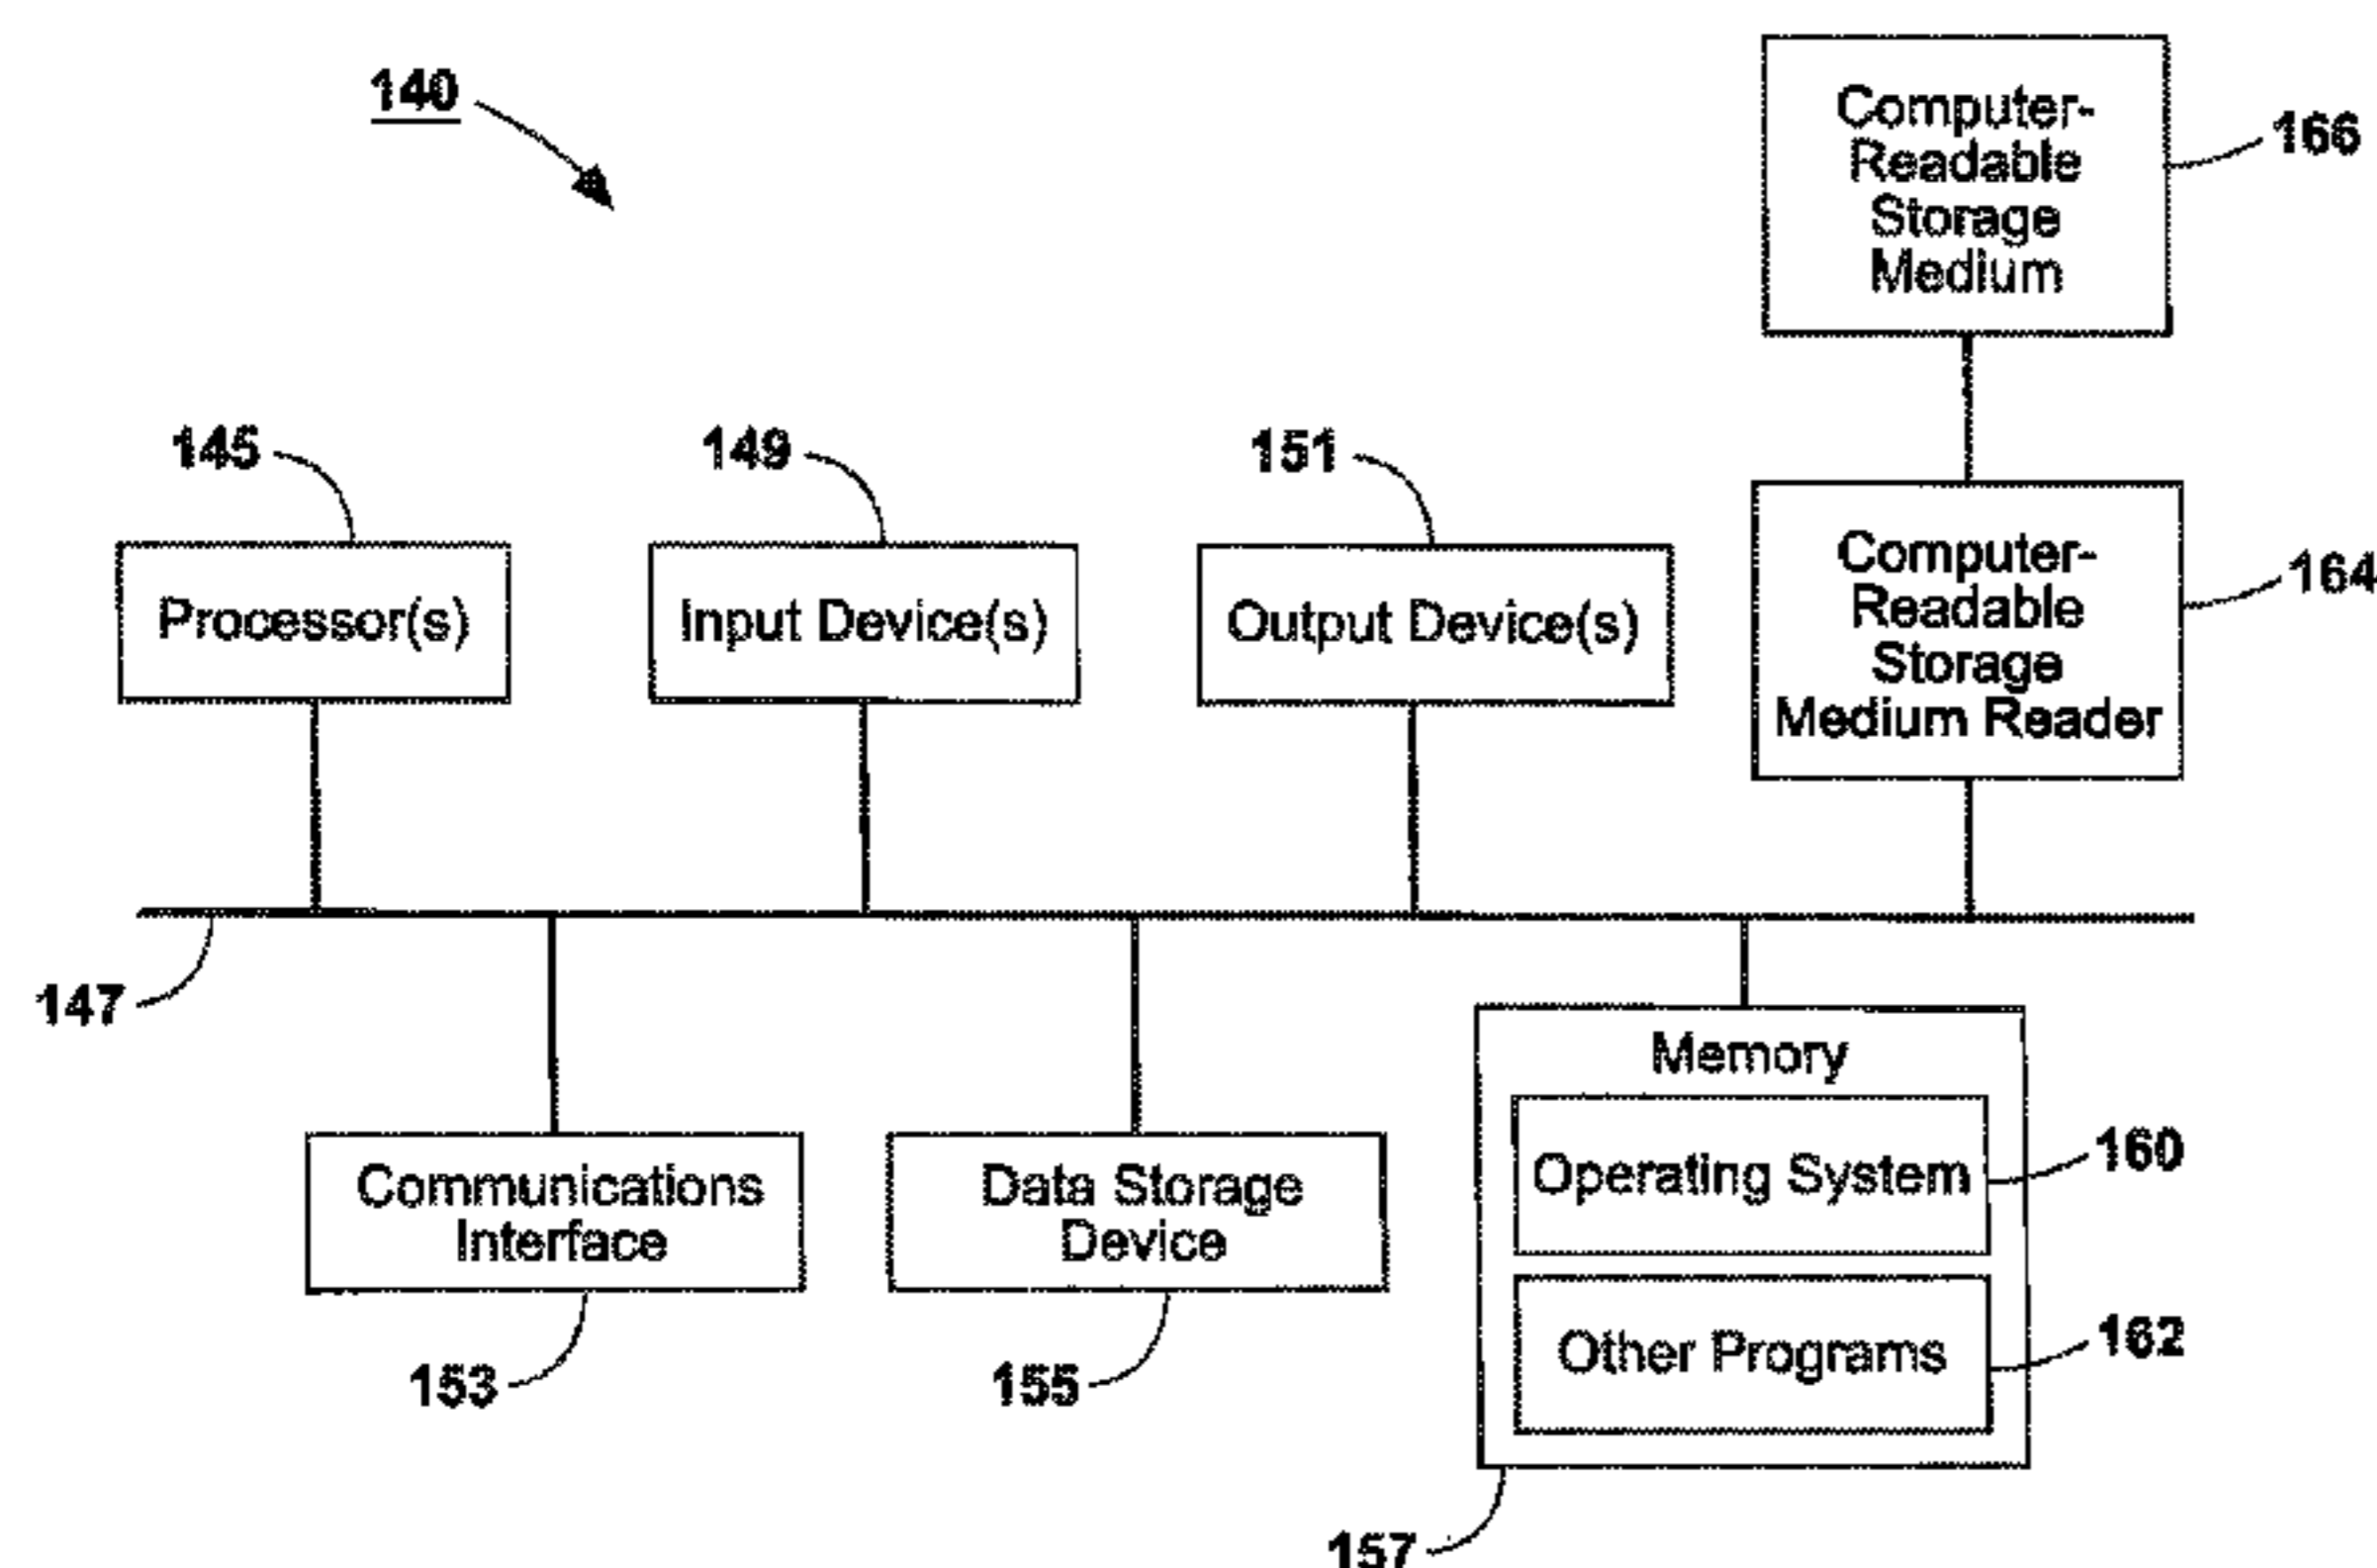 140
Computer-
Readable
Storage
Medium
166
145
149
151
Processor(s)
Input Device(s)
Output Device(s)
Computer-
Readable
Storage
Medium Reader
164
147
Communications
Interface
153
Data Storage
Device
155
Memory
Operating System
160
Other Programs
162
157